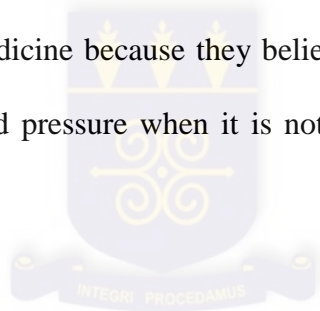 dicine because they belie
d pressure when it is not
INTEGRI PROCEDAMUS